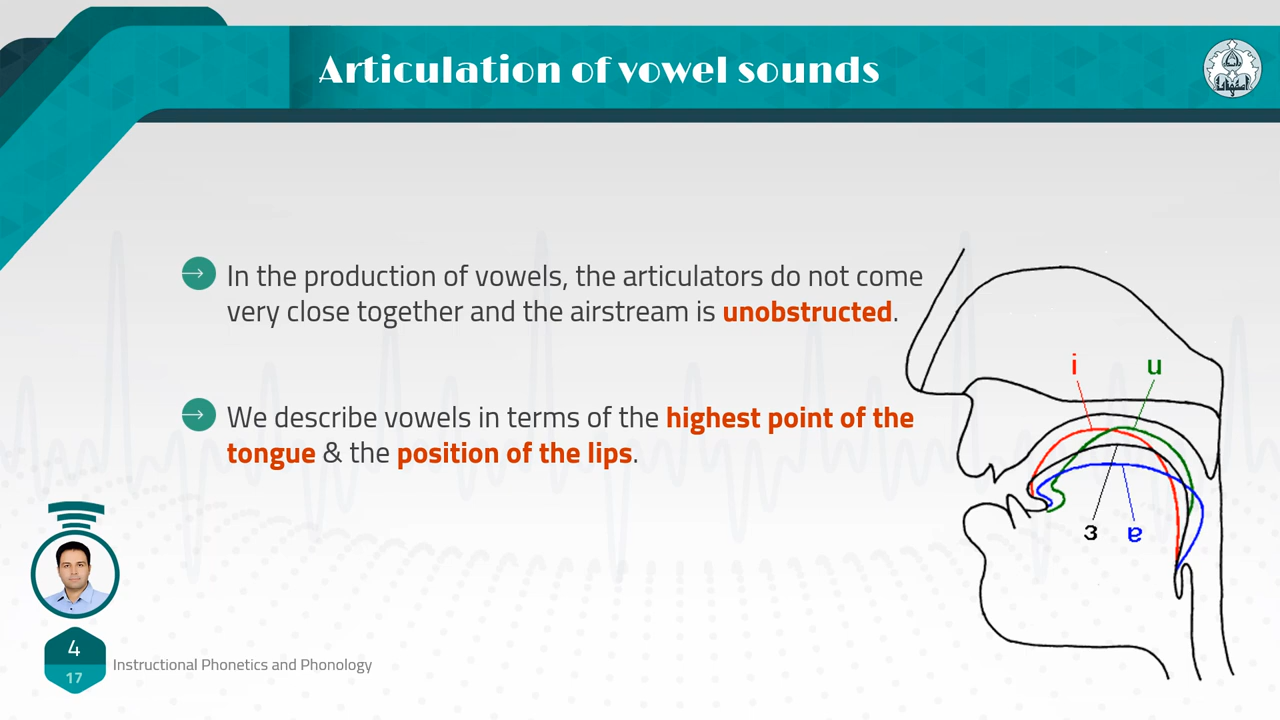 Articulation of vowel sounds
In the production of vowels, the articulators do not come
very close together and the airstream is unobstructed.
We describe vowels in terms of the highest point of the
tongue & the position of the lips.
i u
ɜ ɐ
4
17
Instructional Phonetics and Phonology